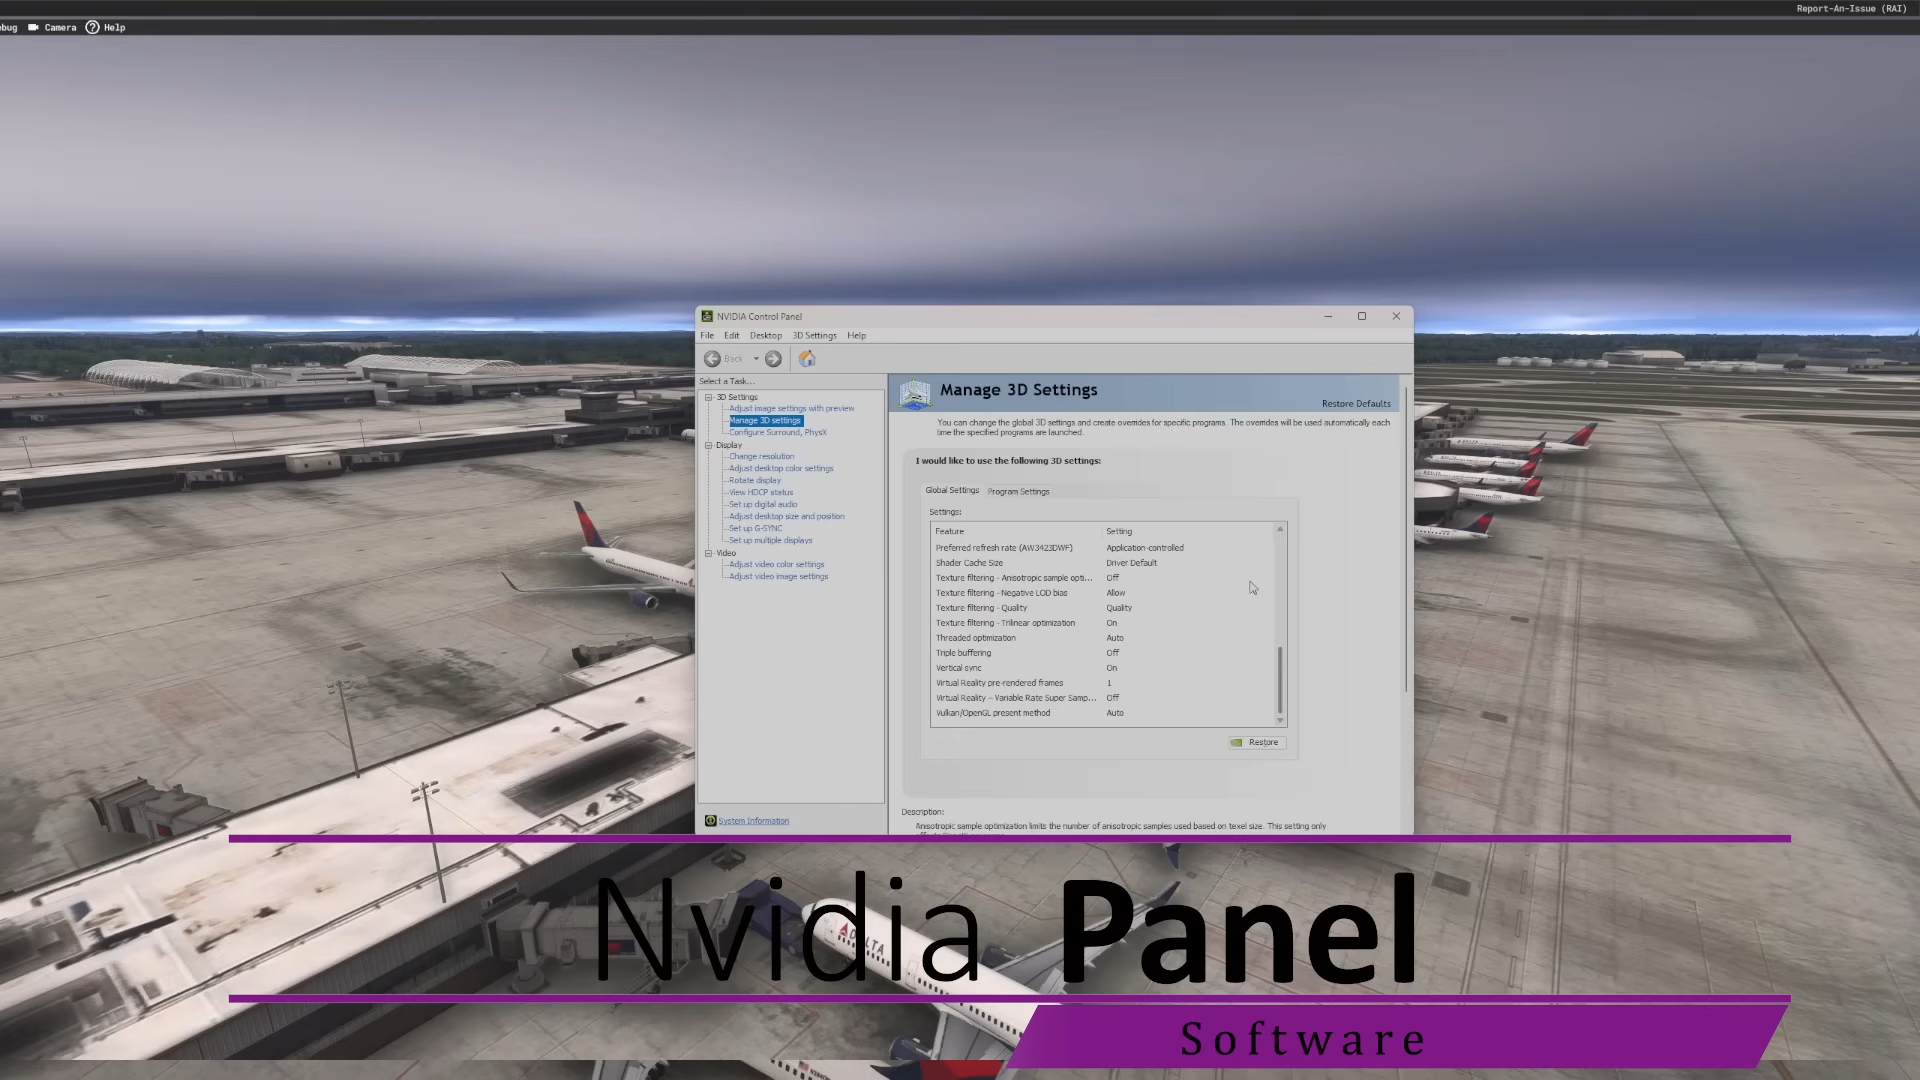 Report-An-Issue (RAI)
ebug Camera Help
NVIDIA Control Panel
File Edit Desktop 3D Settings Help
Back
Select a Task...
3D Settings
Adjust image settings with preview
Manage 3D settings
Configure Surround, PhysX
Display
Change resolution
Adjust desktop color settings
Rotate display
View HDCP status
Set up digital audio
Adjust desktop size and position
Set up G-SYNC
Set up multiple displays
Video
Adjust video color settings
Adjust video image settings
System Information
Manage 3D Settings
Restore Defaults
You can change the global 3D settings and create overrides for specific programs. The overrides will be used automatically each
time the specified programs are launched.
I would like to use the following 3D settings:
Global Settings Program Settings
Settings:
Feature Setting
Preferred refresh rate (AW3423DWF) Application-controlled
Shader Cache Size Driver Default
Texture filtering - Anisotropic sample opti... Off
Texture filtering - Negative LOD bias Allow
Texture filtering - Quality Quality
Texture filtering - Trilinear optimization On
Threaded optimization Auto
Triple buffering Off
Vertical sync On
Virtual Reality pre-rendered frames 1
Virtual Reality – Variable Rate Super Samp... Off
Vulkan/OpenGL present method Auto
Restore
Description:
Anisotropic sample optimization limits the number of anisotropic samples used based on texel size. This setting only
DELTA
Nvidia Panel
Software